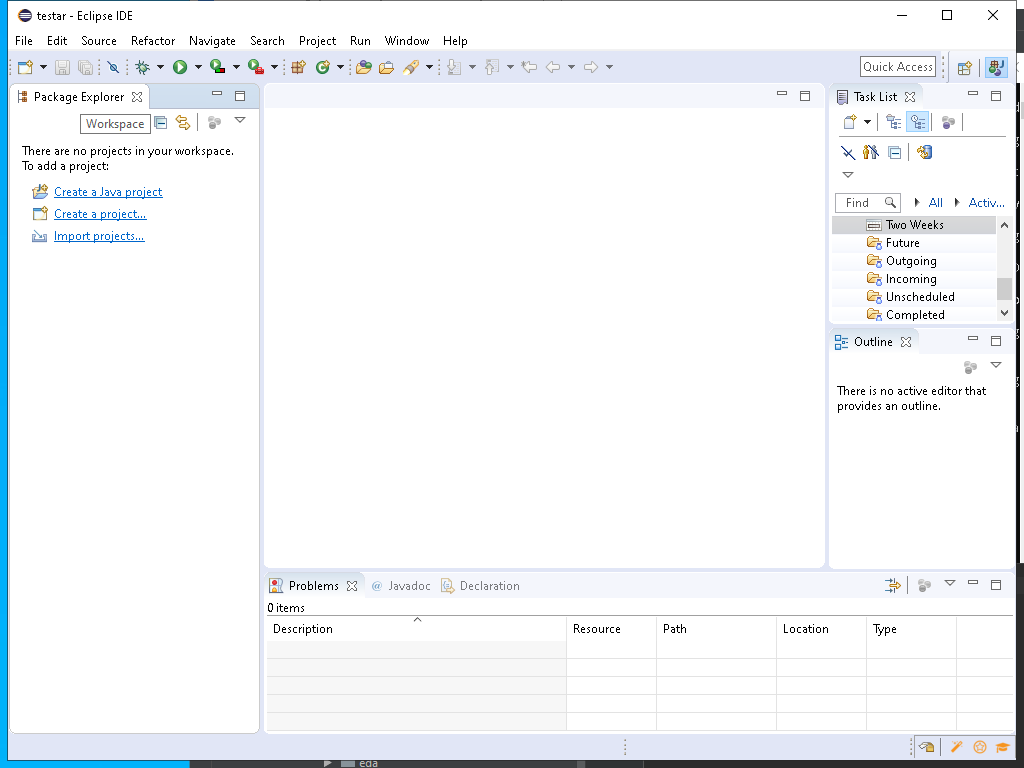 testar - Eclipse IDE
File Edit Source Refactor Navigate Search Project Run Window Help
Quick Access
Package Explorer
Workspace
There are no projects in your workspace.
To add a project:
Create a Java project
Create a project...
Import projects...
Task List
Find All Activ...
Two Weeks
Future
Outgoing
Incoming
Unscheduled
Completed
Outline
There is no active editor that
provides an outline.
Problems @ Javadoc Declaration
0 items
Description Resource Path Location Type
eda